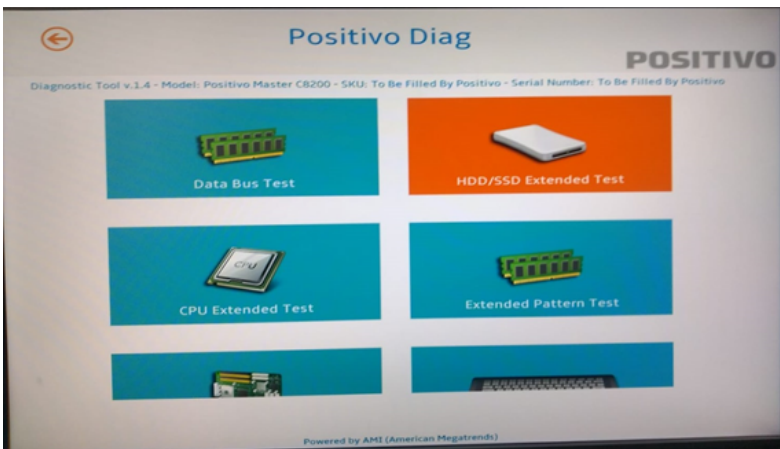 Positivo Diag
POSITIVO
Diagnostic Tool v.1.4 - Model: Positivo Master C8200 - SKU: To Be Filled By Positivo - Serial Number: To Be Filled By Positivo
Data Bus Test
HDD/SSD Extended Test
CPU
CPU Extended Test
Extended Pattern Test
Powered by AMI (American Megatrends)